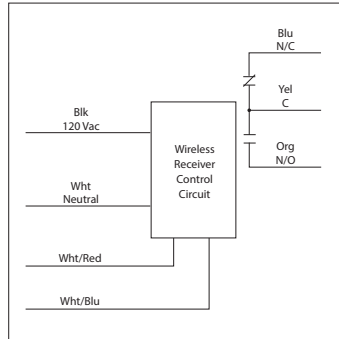 Blu
N/C
Yel
C
Org
N/O
Blk
120 Vac
Wht
Neutral
Wht/Red
Wht/Blu
Wireless
Receiver
Control
Circuit